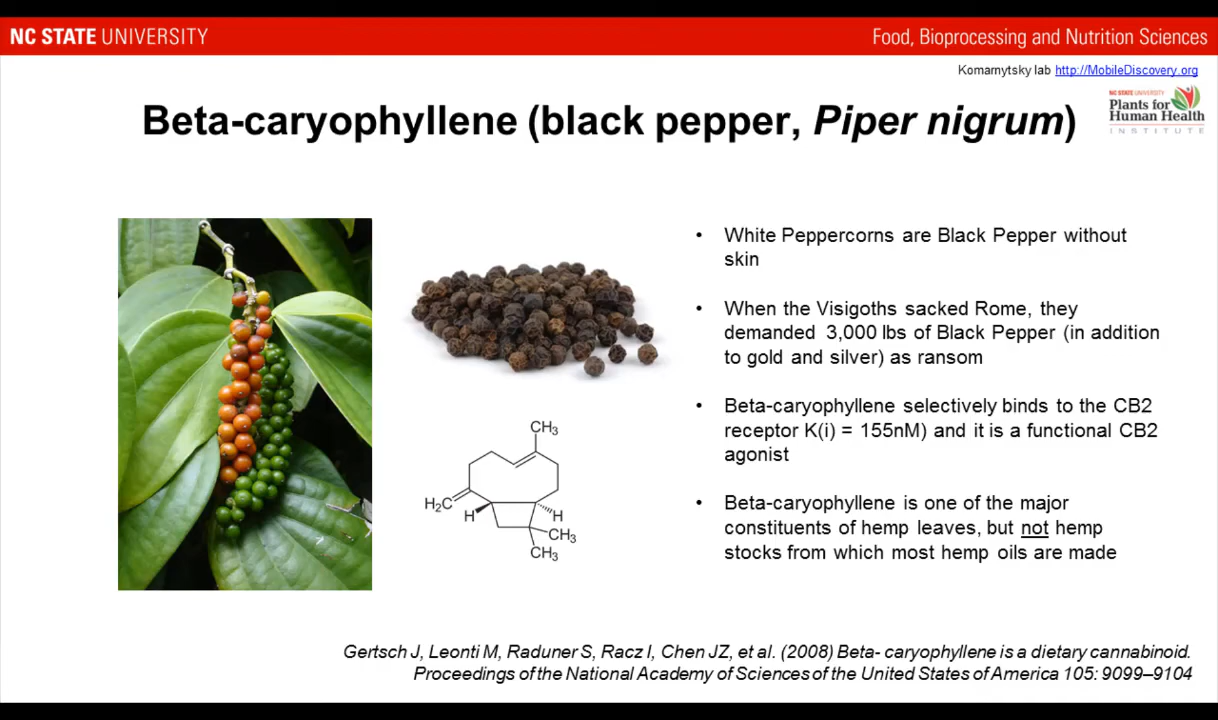 NC STATE UNIVERSITY
Food, Bioprocessing and Nutrition Sciences
Komarnytsky lab http://MobileDiscovery.org
NC STATE UNIVERSITY
Plants for
Human Health
INSTITUTE
Beta-caryophyllene (black pepper, Piper nigrum)
• White Peppercorns are Black Pepper without
skin
• When the Visigoths sacked Rome, they
demanded 3,000 lbs of Black Pepper (in addition
to gold and silver) as ransom
• Beta-caryophyllene selectively binds to the CB2
receptor K(i) = 155nM) and it is a functional CB2
agonist
• Beta-caryophyllene is one of the major
constituents of hemp leaves, but not hemp
stocks from which most hemp oils are made
CH3
H2C
H
H
CH3
CH3
Gertsch J, Leonti M, Raduner S, Racz I, Chen JZ, et al. (2008) Beta- caryophyllene is a dietary cannabinoid.
Proceedings of the National Academy of Sciences of the United States of America 105: 9099–9104